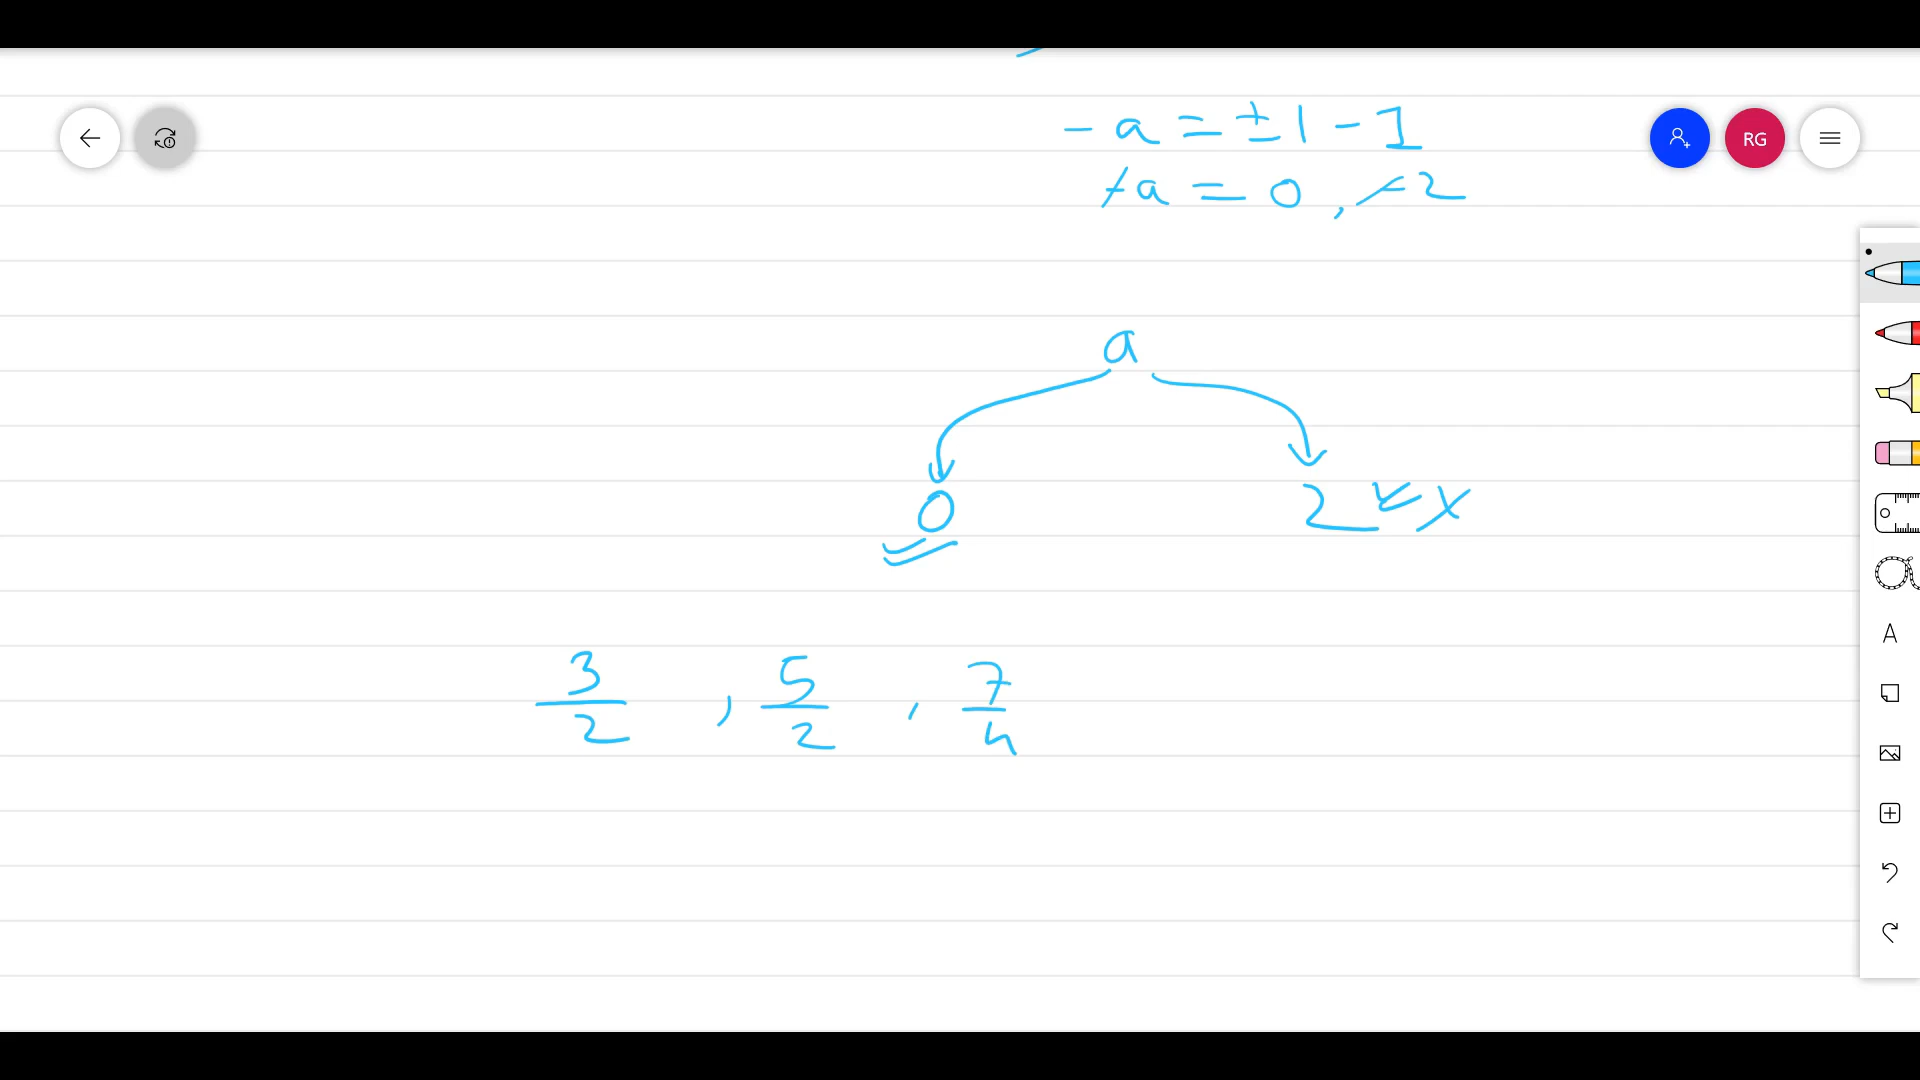 -a = ±1 - 1
RG
-a = 0, -2
a
0 2 x
3/2 , 5/2 , 7/4
A